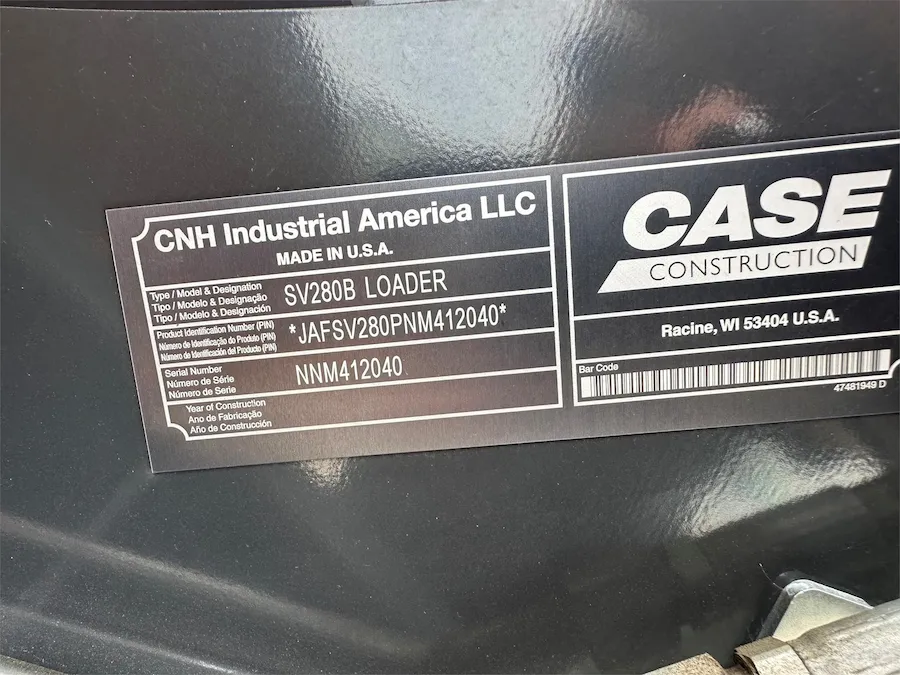 CNH Industrial America LLC
MADE IN U.S.A.
Type / Model & Designation
Tipo / Modelo & Designação
Tipo / Modelo & Designación
SV280B LOADER
Product Identification Number (PIN)
Número de Identificação do Produto (PIN)
Número de Identificación del Producto (PIN)
*JAFSV280PNM412040*
Serial Number
Número de Série
Número de Serie
NNM412040
Year of Construction
Ano de Fabricação
Año de Construcción
CASE
CONSTRUCTION
Racine, WI 53404 U.S.A.
Bar Code
47481949 D